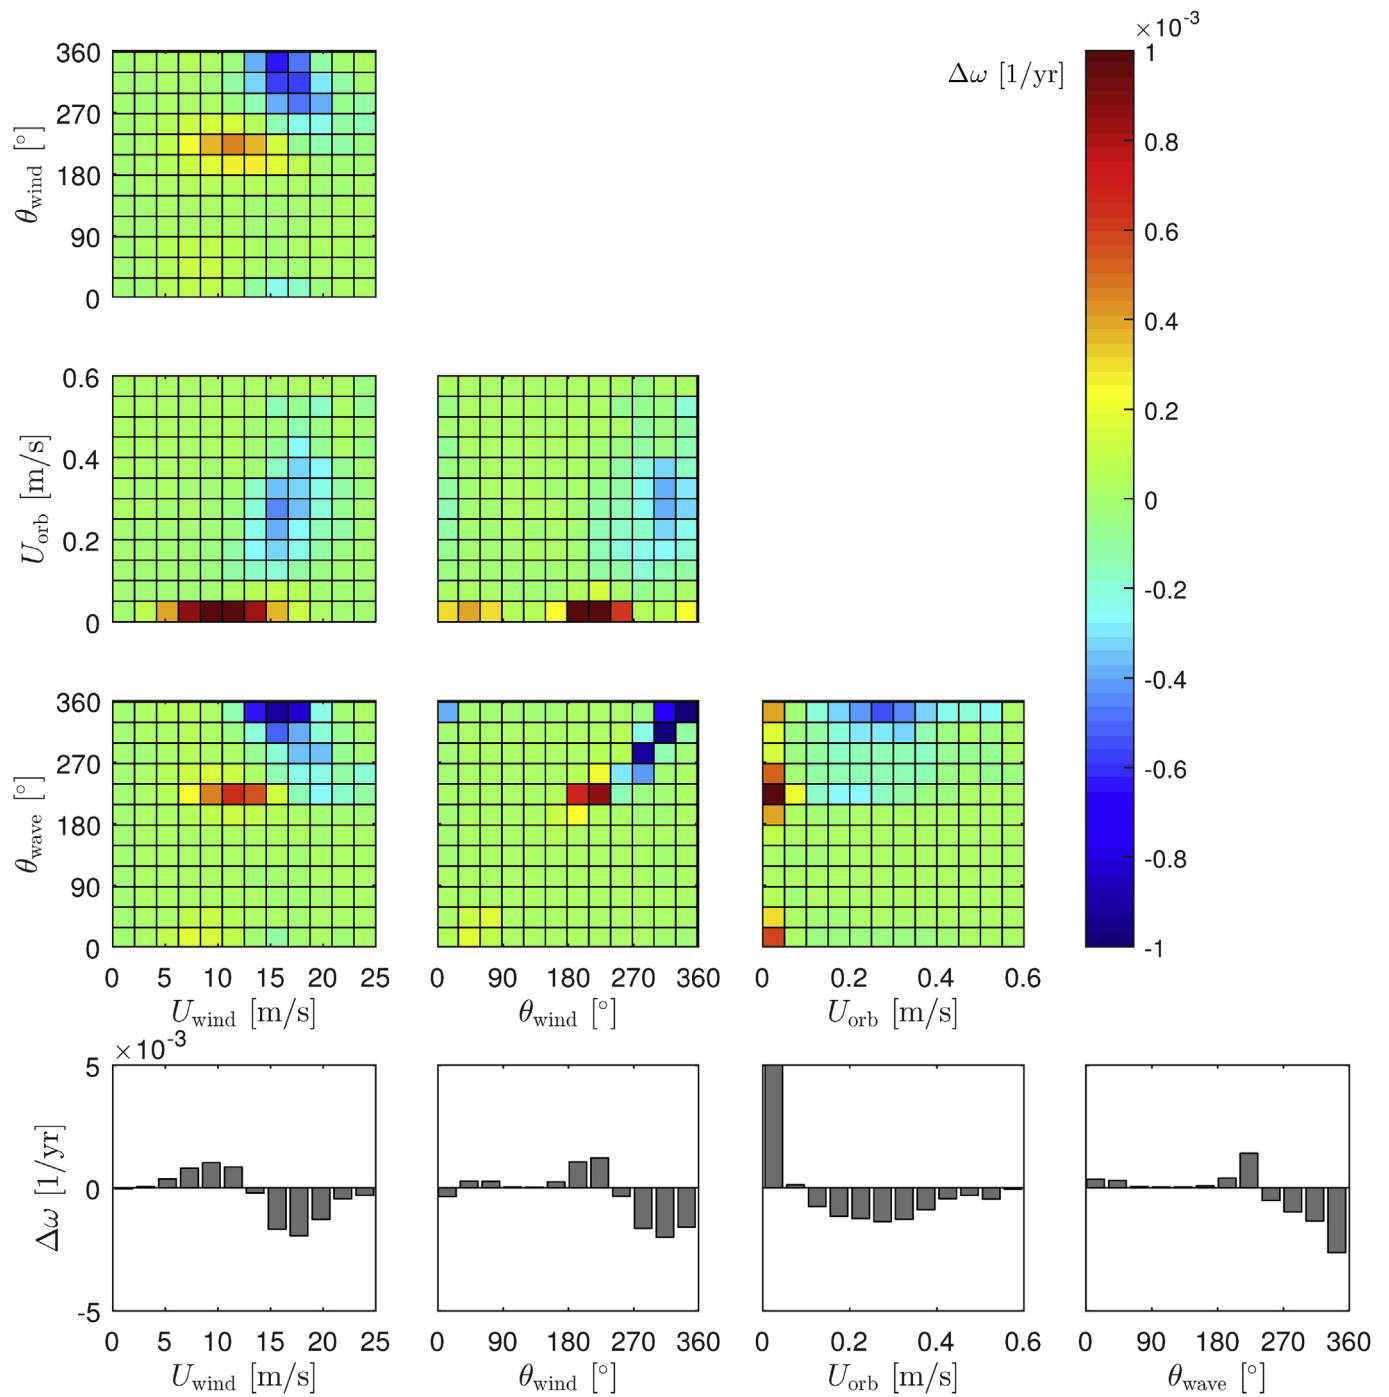 ×10⁻³
Δω [1/yr]
1
0.8
0.6
0.4
0.2
0
-0.2
-0.4
-0.6
-0.8
-1
θwind [°]
360
270
180
90
0
Uorb [m/s]
0.6
0.4
0.2
0
θwave [°]
360
270
180
90
0
0 5 10 15 20 25
Uwind [m/s]
0 90 180 270 360
θwind [°]
0 0.2 0.4 0.6
Uorb [m/s]
×10⁻³
Δω [1/yr]
5
0
-5
0 5 10 15 20 25
Uwind [m/s]
0 90 180 270 360
θwind [°]
0 0.2 0.4 0.6
Uorb [m/s]
0 90 180 270 360
θwave [°]